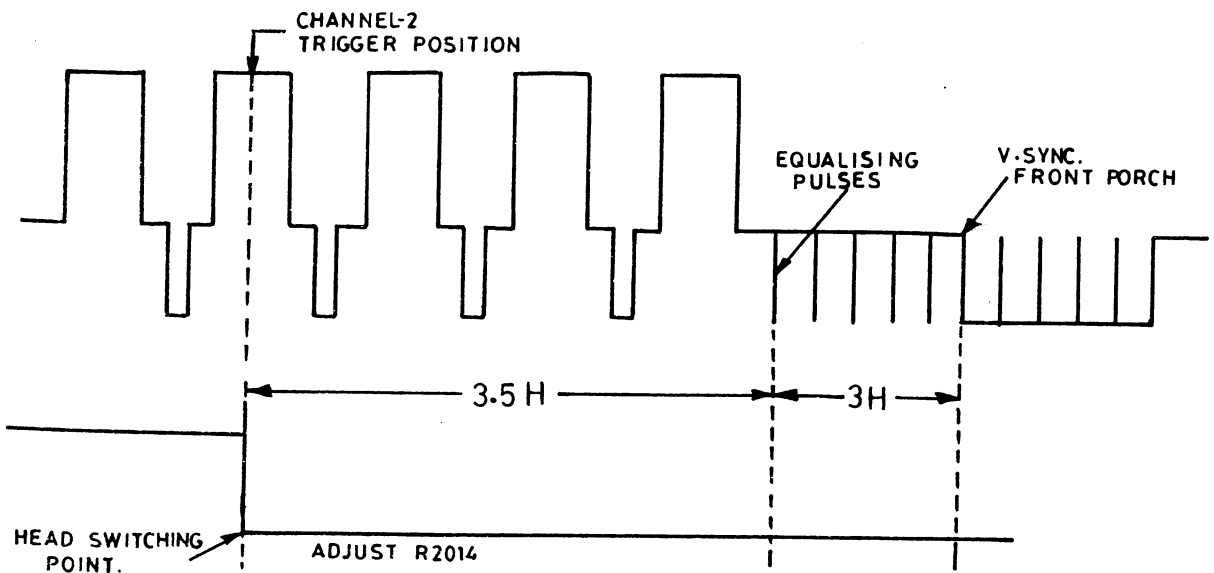 CHANNEL-2
TRIGGER POSITION
EQUALISING
PULSES
V.SYNC.
FRONT PORCH
3.5 H
3H
HEAD SWITCHING
POINT.
ADJUST R2014